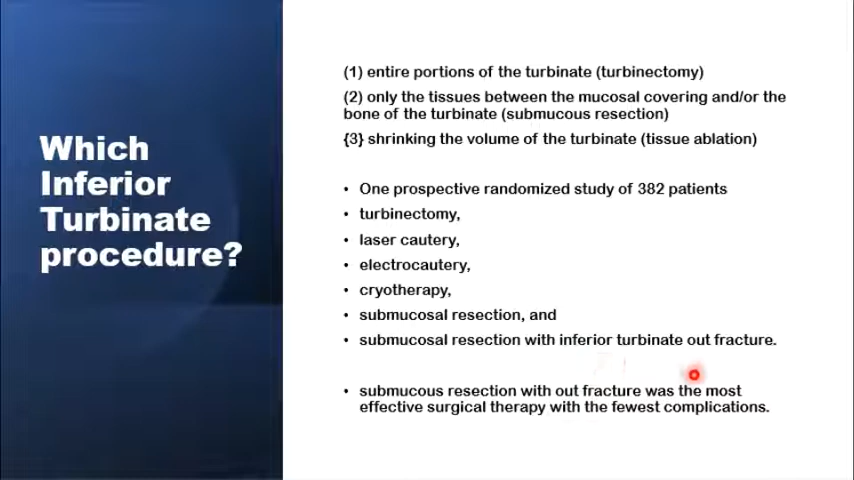 Which
Inferior
Turbinate
procedure?
(1) entire portions of the turbinate (turbinectomy)
(2) only the tissues between the mucosal covering and/or the
bone of the turbinate (submucous resection)
{3} shrinking the volume of the turbinate (tissue ablation)
• One prospective randomized study of 382 patients
• turbinectomy,
• laser cautery,
• electrocautery,
• cryotherapy,
• submucosal resection, and
• submucosal resection with inferior turbinate out fracture.
• submucous resection with out fracture was the most
effective surgical therapy with the fewest complications.